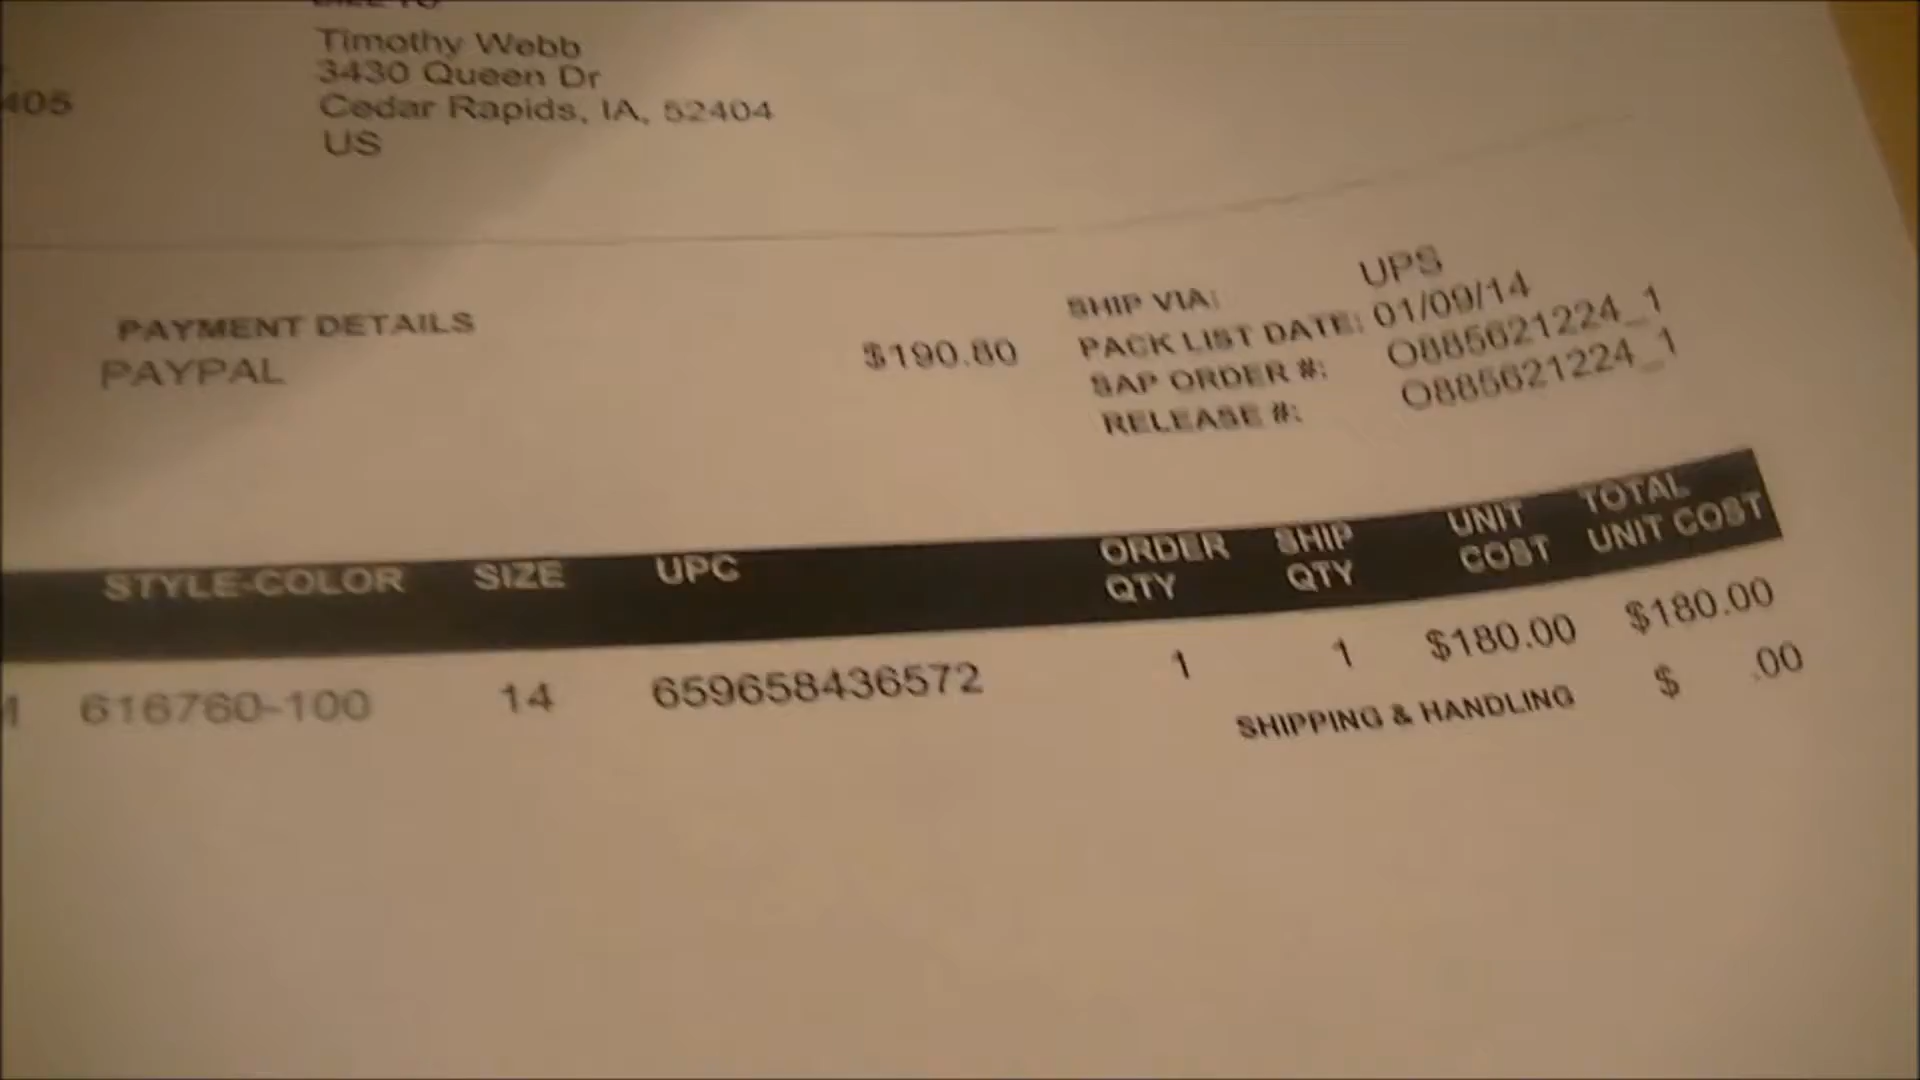 Timothy Webb
3430 Queen Dr
405 Cedar Rapids, IA, 52404
US
PAYMENT DETAILS
PAYPAL $190.80
SHIP VIA: UPS
PACK LIST DATE: 01/09/14
SAP ORDER #: O885621224_1
RELEASE #: O885621224_1
STYLE-COLOR SIZE UPC ORDER QTY SHIP QTY UNIT COST TOTAL UNIT COST
616760-100 14 659658436572 1 1 $180.00 $180.00
SHIPPING & HANDLING $ .00